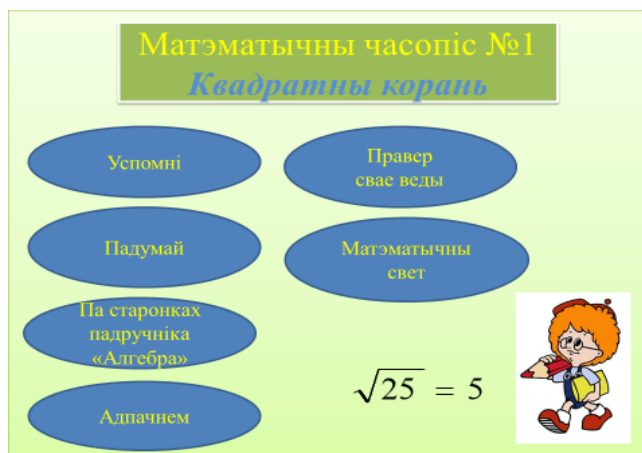 Матэматычны часопіс №1
Квадратны корань
Успомні
Падумай
Па старонках
падручніка
«Алгебра»
Адпачнем
Правер
свае веды
Матэматычны
свет
√25 = 5